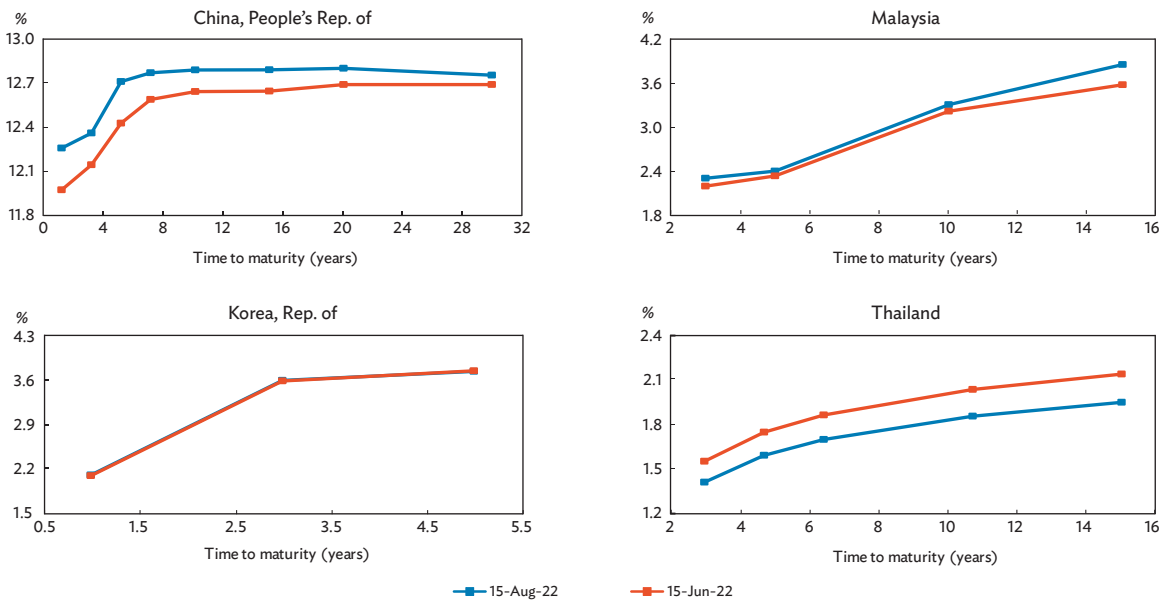 China, People’s Rep. of
%
13.0
12.7
12.4
12.1
11.8
0 4 8 12 16 20 24 28 32
Time to maturity (years)
Malaysia
%
4.2
3.6
3.0
2.4
1.8
2 4 6 8 10 12 14 16
Time to maturity (years)
Korea, Rep. of
%
4.3
3.6
2.9
2.2
1.5
0.5 1.5 2.5 3.5 4.5 5.5
Time to maturity (years)
Thailand
%
2.4
2.1
1.8
1.5
1.2
2 4 6 8 10 12 14 16
Time to maturity (years)
15-Aug-22 15-Jun-22